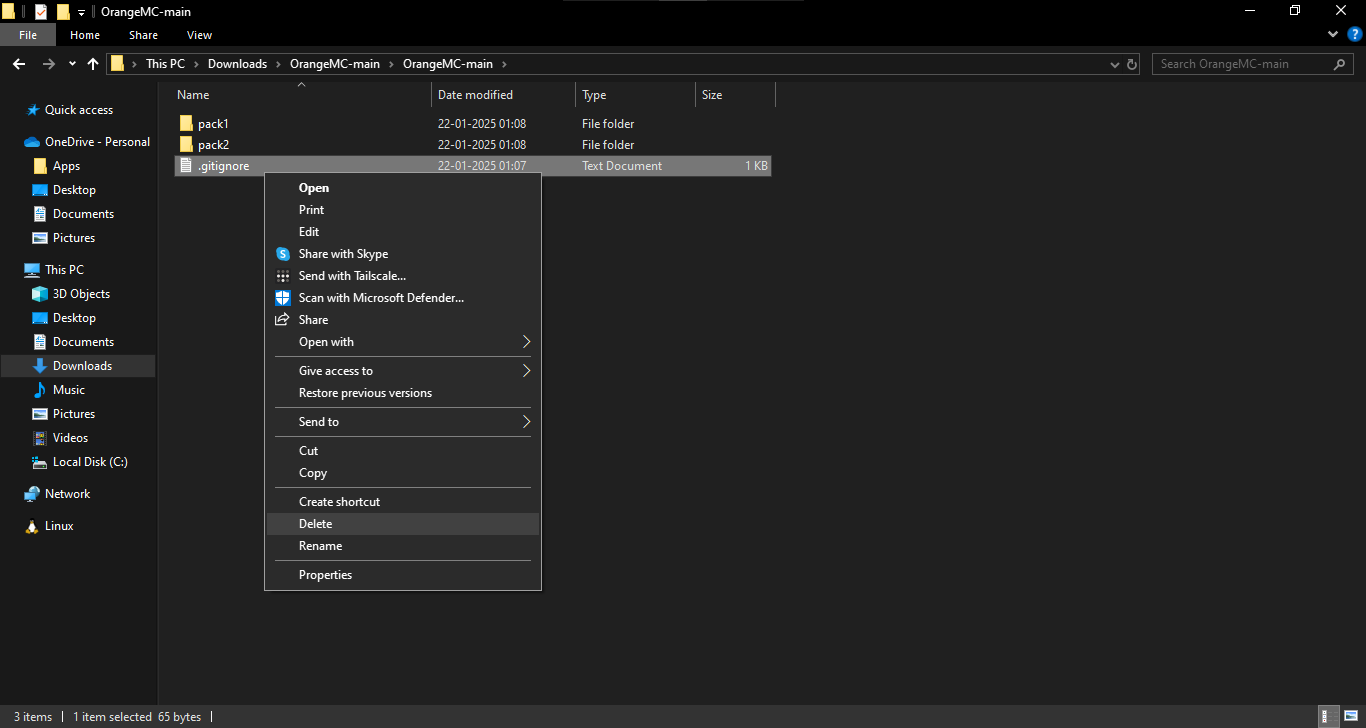 OrangeMC-main
File Home Share View
This PC Downloads OrangeMC-main OrangeMC-main
Search OrangeMC-main
Name Date modified Type Size
pack1 22-01-2025 01:08 File folder
pack2 22-01-2025 01:08 File folder
.gitignore 22-01-2025 01:07 Text Document 1 KB
Quick access
OneDrive - Personal
Apps
Desktop
Documents
Pictures
This PC
3D Objects
Desktop
Documents
Downloads
Music
Pictures
Videos
Local Disk (C:)
Network
Linux
Open
Print
Edit
S Share with Skype
Send with Tailscale...
Scan with Microsoft Defender...
Share
Open with
Give access to
Restore previous versions
Send to
Cut
Copy
Create shortcut
Delete
Rename
Properties
3 items 1 item selected 65 bytes